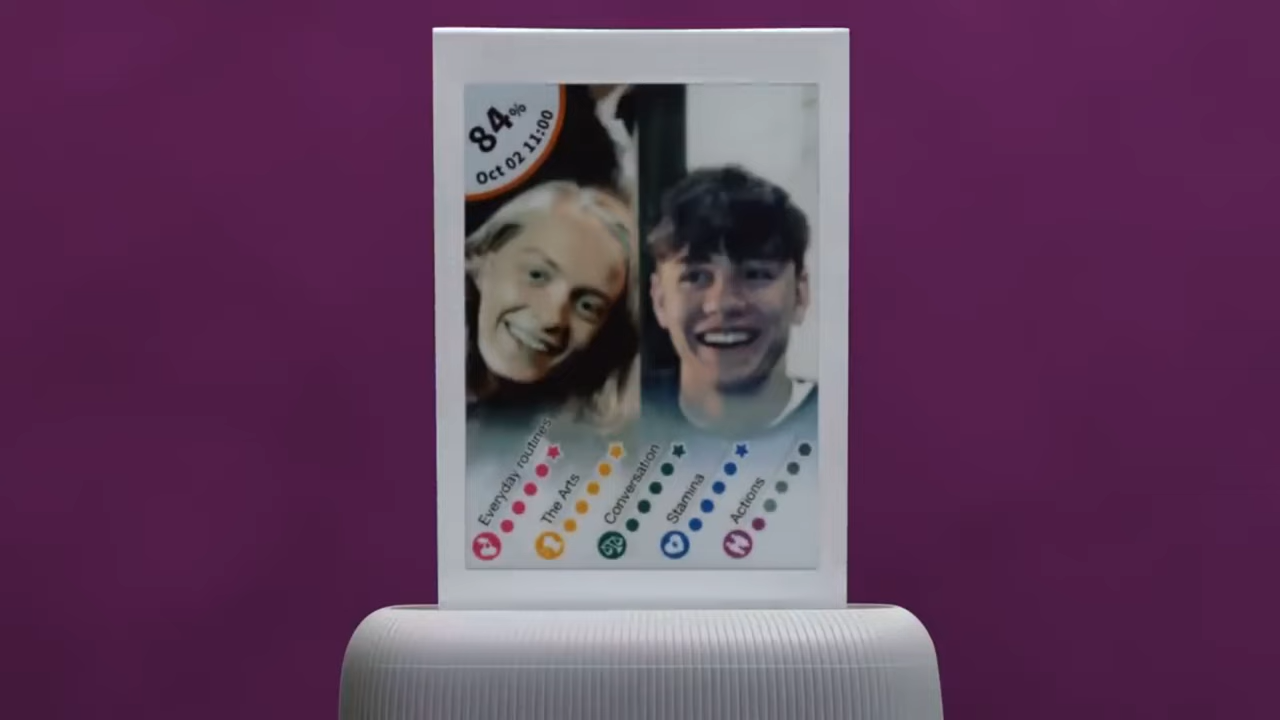 84%
Oct 02 11:00
Everyday routines
The Arts
Conversation
Stamina
Actions